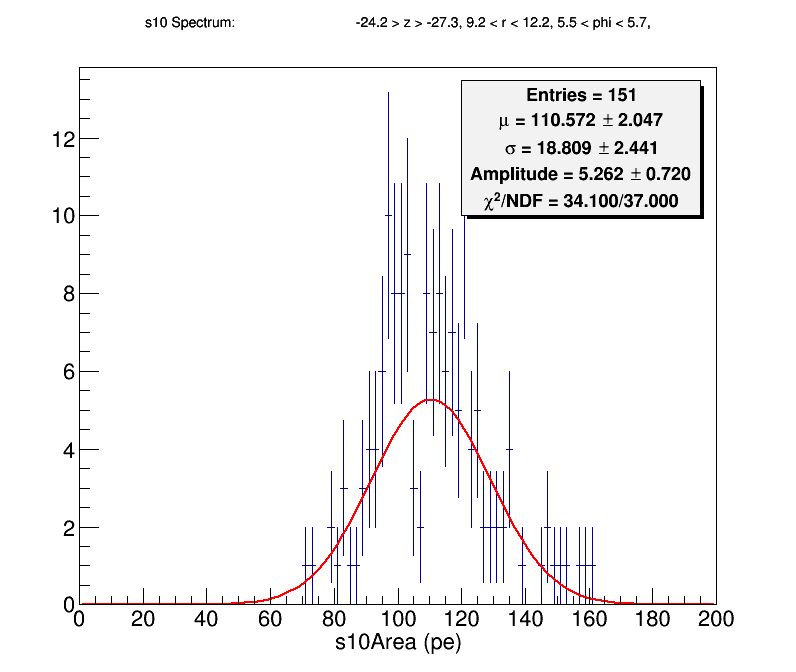 s10 Spectrum: -24.2 > z > -27.3, 9.2 < r < 12.2, 5.5 < phi < 5.7,
Entries = 151
μ = 110.572 ± 2.047
σ = 18.809 ± 2.441
Amplitude = 5.262 ± 0.720
χ²/NDF = 34.100/37.000
12
10
8
6
4
2
0
0 20 40 60 80 100 120 140 160 180 200
s10Area (pe)